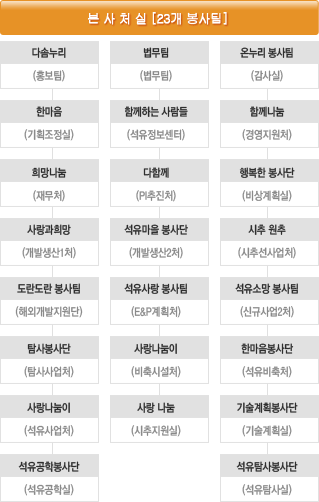 본 사 처 실 [23개 봉사팀]
다솜누리 법무팀 온누리 봉사팀
(홍보팀) (법무팀) (감사실)
한마음 함께하는 사람들 함께나눔
(기획조정실) (석유정보센터) (경영지원처)
희망나눔 다함께 행복한 봉사단
(재무처) (PI추진처) (비상계획실)
사랑과희망 석유마을 봉사단 시추 원추
(개발생산1처) (개발생산2처) (시추선사업처)
도란도란 봉사팀 석유사랑 봉사팀 석유소망 봉사팀
(해외개발지원단) (E&P계획처) (신규사업2처)
탐사봉사단 사랑나눔이 한마음봉사단
(탐사사업처) (비축시설처) (석유비축처)
사랑나눔이 사랑 나눔 기술계획봉사단
(석유사업처) (시추지원실) (기술계획실)
석유공학봉사단 석유탐사봉사단
(석유공학실) (석유탐사실)